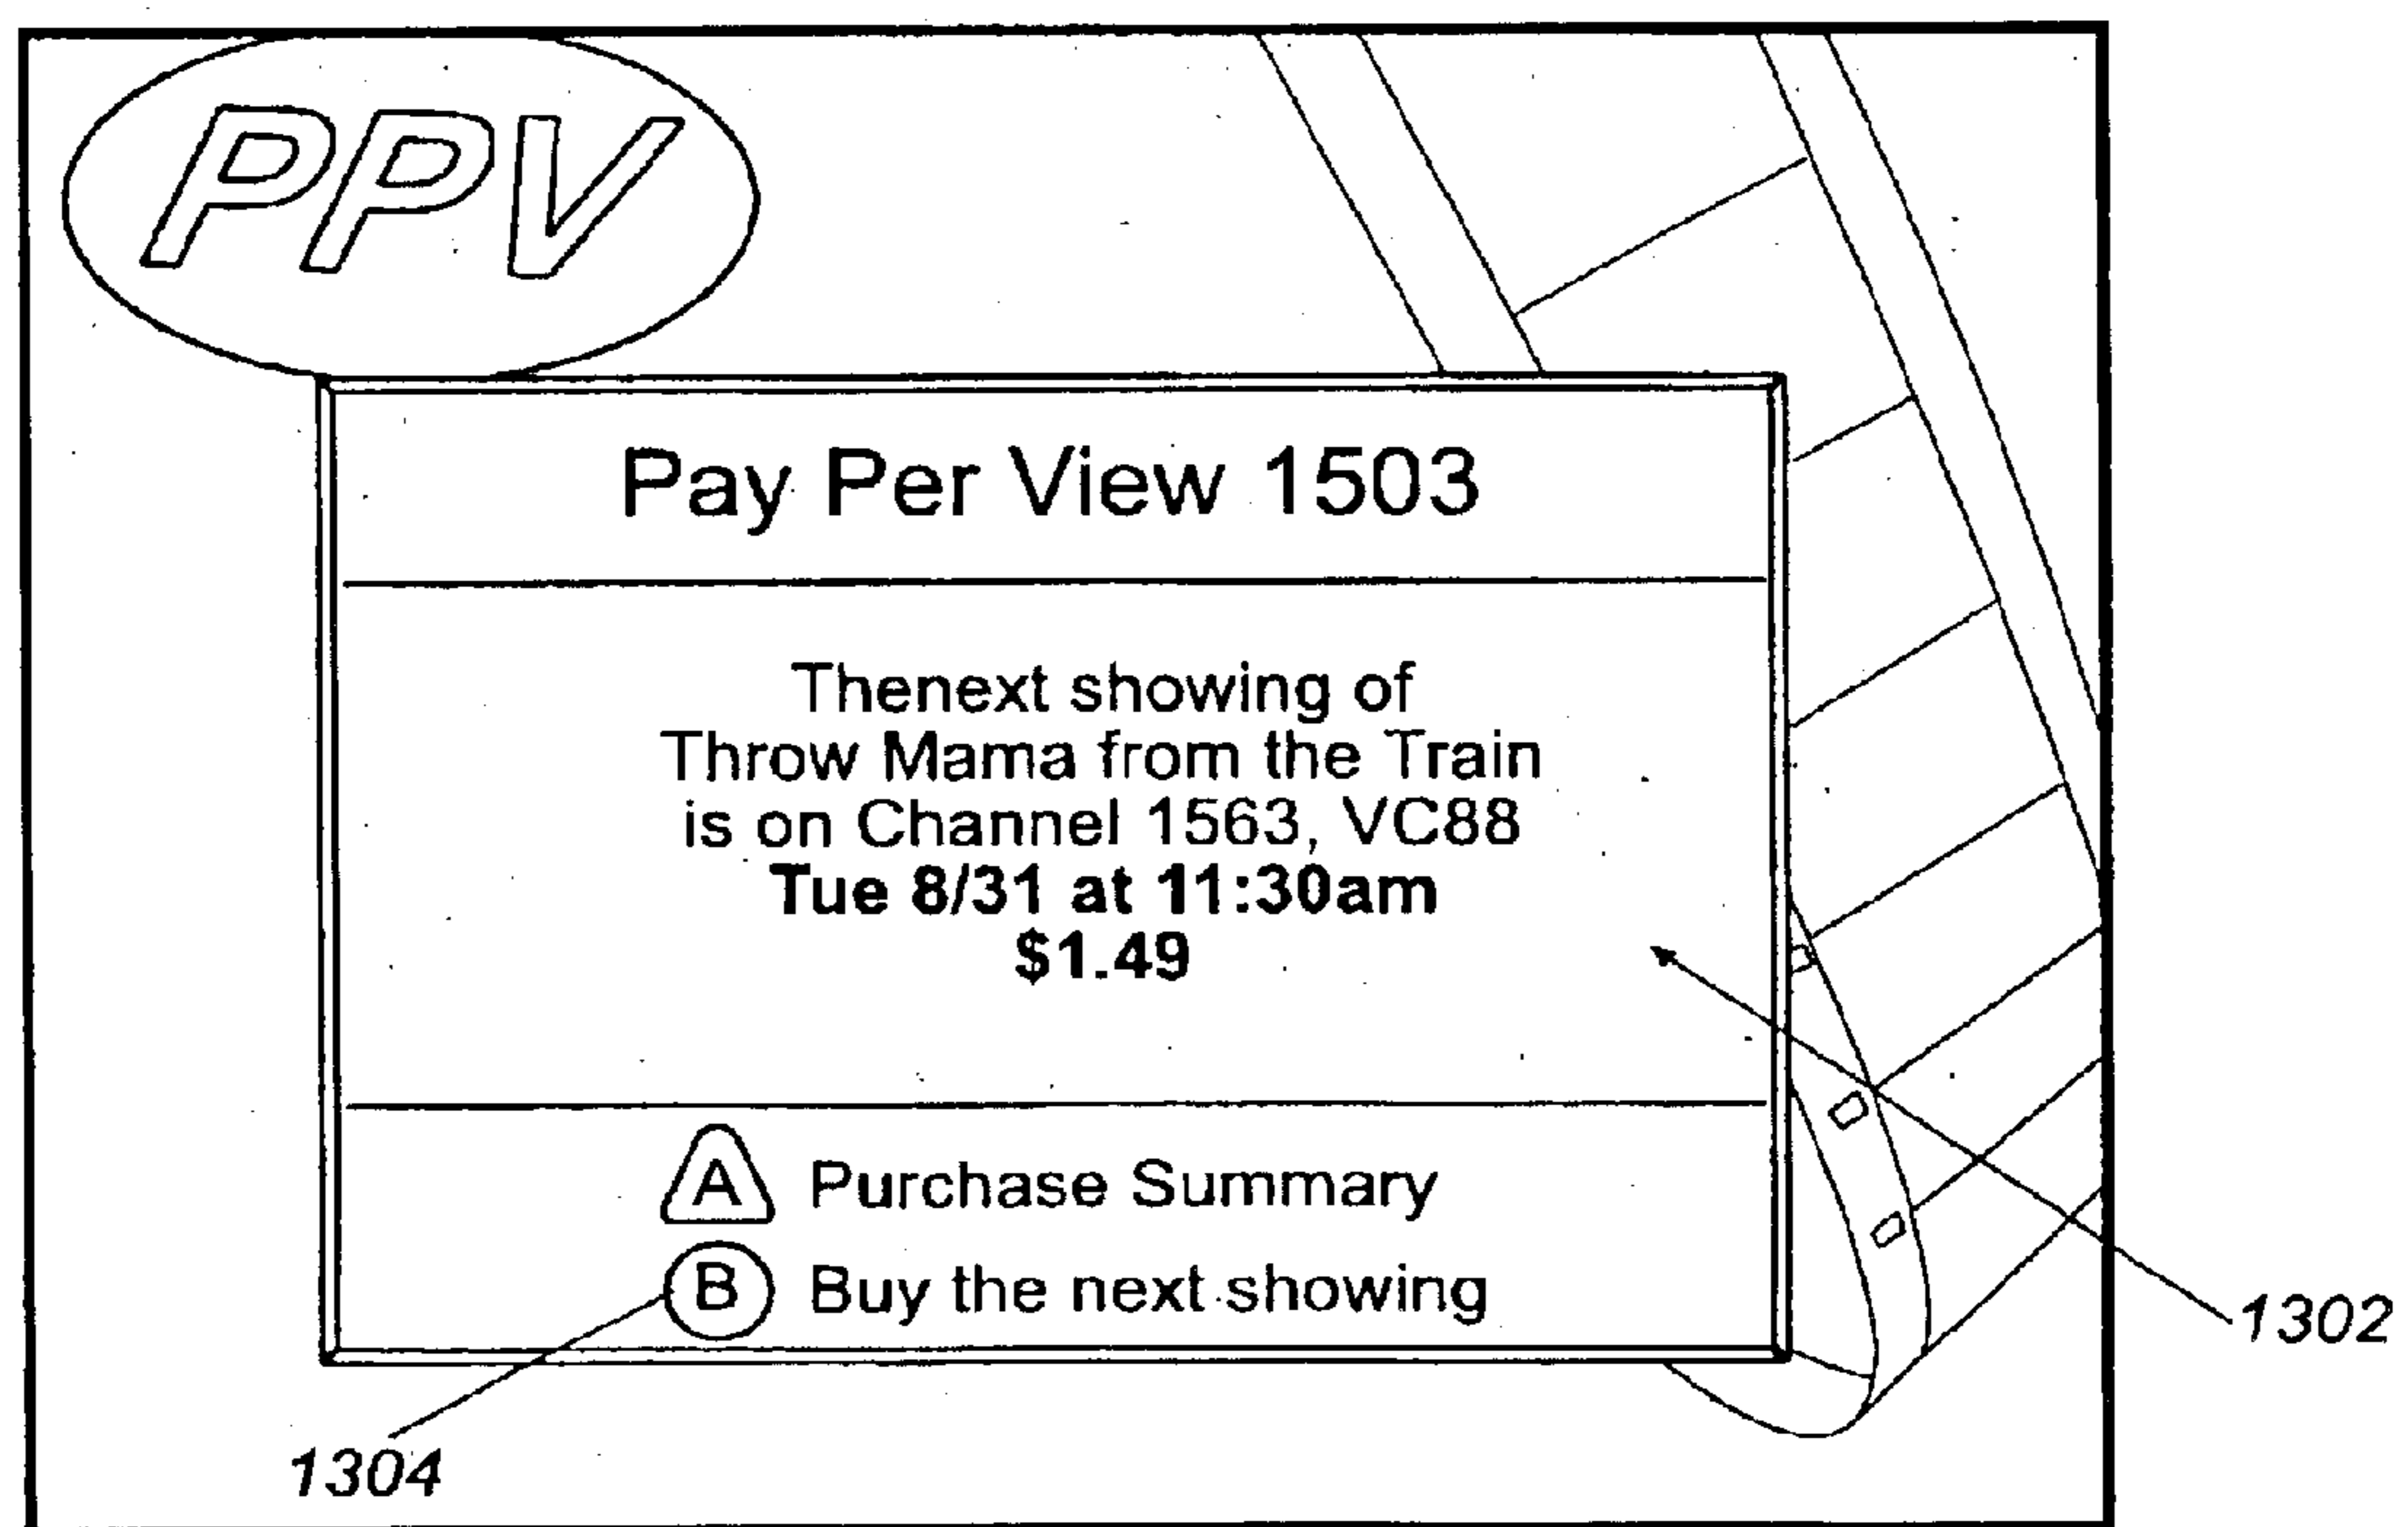 PPV
Pay Per View 1503
Thenext showing of
Throw Mama from the Train
is on Channel 1563, VC88
Tue 8/31 at 11:30am
$1.49
A Purchase Summary
B Buy the next showing
1302
1304